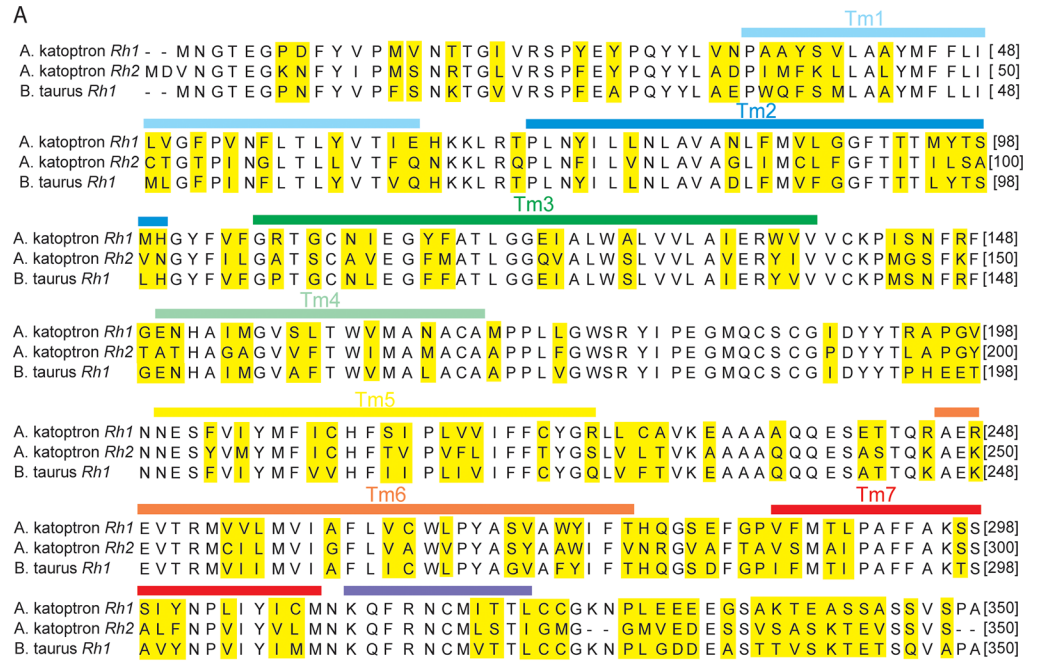 A
Tm1
A. katoptron Rh1 - - M N G T E G P D F Y V P M V N T T G I V R S P Y E Y P Q Y Y L V N P A A Y S V L A A Y M F F L I [48]
A. katoptron Rh2 M D V N G T E G K N F Y I P M S N R T G L V R S P F E Y P Q Y Y L A D P I M F K L L A L Y M F F L I [50]
B. taurus Rh1 - - M N G T E G P N F Y V P F S N K T G V V R S P F E A P Q Y Y L A E P W Q F S M L A A Y M F F L I [48]
Tm2
A. katoptron Rh1 L V G F P V N F L T L Y V T I E H K K L R T P L N Y I L L N L A V A N L F M V L G G F T T T M Y T S [98]
A. katoptron Rh2 C T G T P I N G L T L L V T F Q N K K L R Q P L N F I L V N L A V A G L I M C L F G F T I T I L S A [100]
B. taurus Rh1 M L G F P I N F L T L Y V T V Q H K K L R T P L N Y I L L N L A V A D L F M V F G G F T T T L Y T S [98]
Tm3
A. katoptron Rh1 M H G Y F V F G R T G C N I E G Y F A T L G G E I A L W A L V V L A I E R W V V V C K P I S N F R F [148]
A. katoptron Rh2 V N G Y F I L G A T S C A V E G F M A T L G G Q V A L W S L V V L A V E R Y I V V C K P M G S F K F [150]
B. taurus Rh1 L H G Y F V F G P T G C N L E G F F A T L G G E I A L W S L V V L A I E R Y V V V C K P M S N F R F [148]
Tm4
A. katoptron Rh1 G E N H A I M G V S L T W V M A N A C A M P P L L G W S R Y I P E G M Q C S C G I D Y Y T R A P G V [198]
A. katoptron Rh2 T A T H A G A G V V F T W I M A M A C A A P P L F G W S R Y I P E G M Q C S C G P D Y Y T L A P G Y [200]
B. taurus Rh1 G E N H A I M G V A F T W V M A L A C A A P P L V G W S R Y I P E G M Q C S C G I D Y Y T P H E E T [198]
Tm5
A. katoptron Rh1 N N E S F V I Y M F I C H F S I P L V V I F F C Y G R L L C A V K E A A A A Q Q E S E T T Q R A E R [248]
A. katoptron Rh2 N N E S Y V M Y M F I C H F T V P V F L I F F T Y G S L V L T V K A A A A Q Q Q E S A S T Q K A E K [250]
B. taurus Rh1 N N E S F V I Y M F V V H F I I P L I V I F F C Y G Q L V F T V K E A A A A Q Q Q E S A T T Q K A E K [248]
Tm6 Tm7
A. katoptron Rh1 E V T R M V V L M V I A F L V C W L P Y A S V A W Y I F T H Q G S E F G P V F M T L P A F F A K S S [298]
A. katoptron Rh2 E V T R M C I L M V I G F L V A W V P Y A S Y A A W I F V N R G V A F T A V S M A I P A F F A K S S [300]
B. taurus Rh1 E V T R M V I I M V I A F L I C W L P Y A G V A F Y I F T H Q G S D F G P I F M T I P A F F A K T S [298]
A. katoptron Rh1 S I Y N P L I Y I C M N K Q F R N C M I T T L C C G K N P L E E E E G S A K T E A S S A S S V S P A [350]
A. katoptron Rh2 A L F N P V I Y V L M N K Q F R N C M L S T I G M G - - G M V E D E S S V S A S K T E V S S V S - - [350]
B. taurus Rh1 A V Y N P V I Y I M M N K Q F R N C M V T T L C C G K N P L G D D E A S T T V S K T E T S Q V A P A [350]